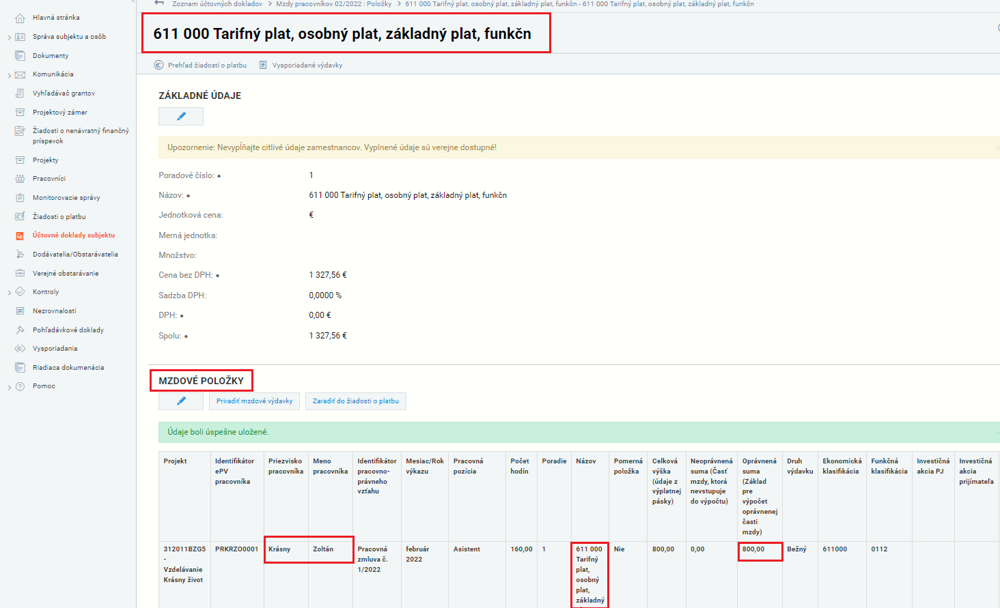 Zoznam účtovných dokladov > Mzdy pracovníkov 02/2022 : Položky > 611 000 Tarifný plat, osobný plat, základný plat, funkčn - 611 000 Tarifný plat, osobný plat, základný plat, funkčn
Hlavná stránka
Správa subjektu a osôb
Dokumenty
Komunikácia
Vyhľadávač grantov
Projektový zámer
Žiadosti o nenávratný finančný
príspevok
Projekty
Pracovníci
Monitorovacie správy
Žiadosti o platbu
Účtovné doklady subjektu
Dodávatelia/Obstarávatelia
Verejné obstarávanie
Kontroly
Nezrovnalosti
Pohľadávkové doklady
Vysporiadania
Riadiaca dokumenácia
Pomoc
611 000 Tarifný plat, osobný plat, základný plat, funkčn
Prehľad žiadostí o platbu Vysporiadané výdavky
ZÁKLADNÉ ÚDAJE
Upozornenie: Nevypĺňajte citlivé údaje zamestnancov. Vyplnené údaje sú verejne dostupné!
Poradové číslo: 1
Názov: 611 000 Tarifný plat, osobný plat, základný plat, funkčn
Jednotková cena: €
Merná jednotka:
Množstvo:
Cena bez DPH: 1 327,56 €
Sadzba DPH: 0,0000 %
DPH: 0,00 €
Spolu: 1 327,56 €
MZDOVÉ POLOŽKY
Priradiť mzdové výdavky Zaradiť do žiadosti o platbu
Údaje boli úspešne uložené.
Projekt
Identifikátor
ePV
pracovníka
Priezvisko
pracovníka
Meno
pracovníka
Identifikátor
pracovno-
právneho
vzťahu
Mesiac/Rok
výkazu
Pracovná
pozícia
Počet
hodín
Poradie
Názov
Pomerná
položka
Celková
výška
(údaje z
výplatnej
pásky)
Neoprávnená
suma (Časť
mzdy, ktorá
nevstupuje
do výpočtu)
Oprávnená
suma
(Základ
pre
výpočet
oprávnenej
časti
mzdy)
Druh
výdavku
Ekonomická
klasifikácia
Funkčná
klasifikácia
Investičná
akcia PJ
Investičná
akcia
prijímateľa
312011BZG5
-
Vzdelávanie
Krásny život
PRKRZO0001
Krásny
Zoltán
Pracovná
zmluva č.
1/2022
február
2022
Asistent
160,00
1
611 000
Tarifný
plat,
osobný
plat,
základný
Nie
800,00
0,00
800,00
Bežný
611000
0112